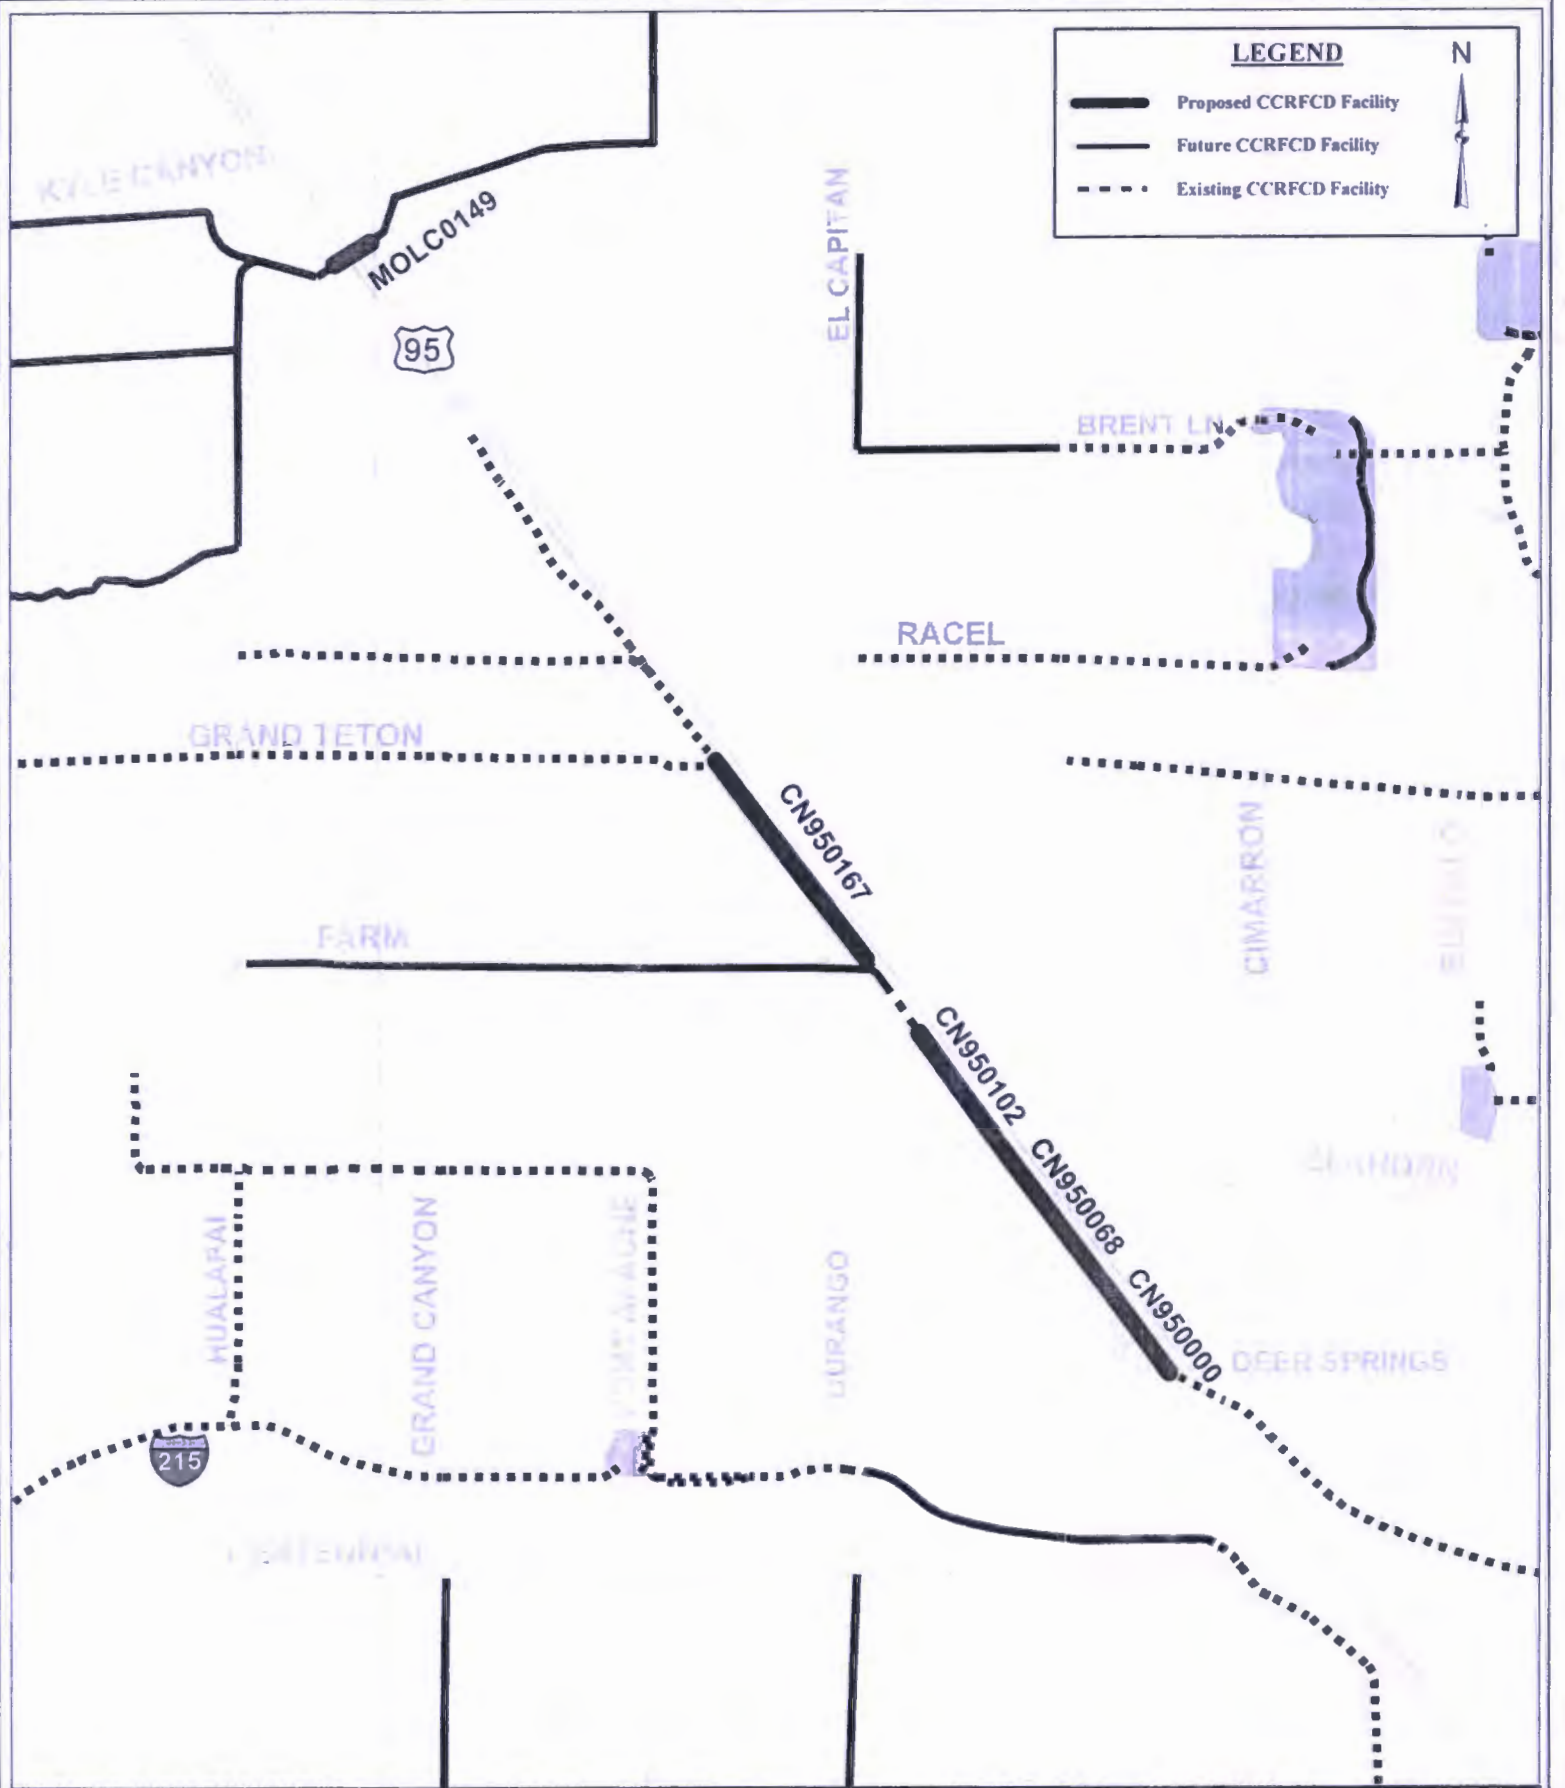 LEGEND
N
Proposed CCRFCD Facility
Future CCRFCD Facility
Existing CCRFCD Facility
KYLE CANYON
MOLC0149
95
EL CAPITAN
BRENT LN
RACEL
GRAND TETON
CN950167
CIMARRON
FARM
CN950102
CN950068
CN950000
HUALAPAI
GRAND CANYON
DURANGO
DEER SPRINGS
215
CENTENNIAL